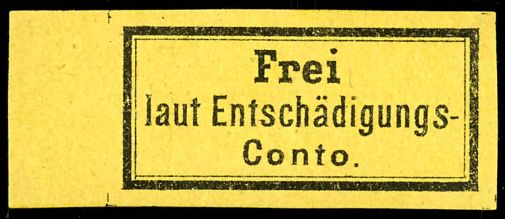 Frei
laut Entschädigungs-
Conto.